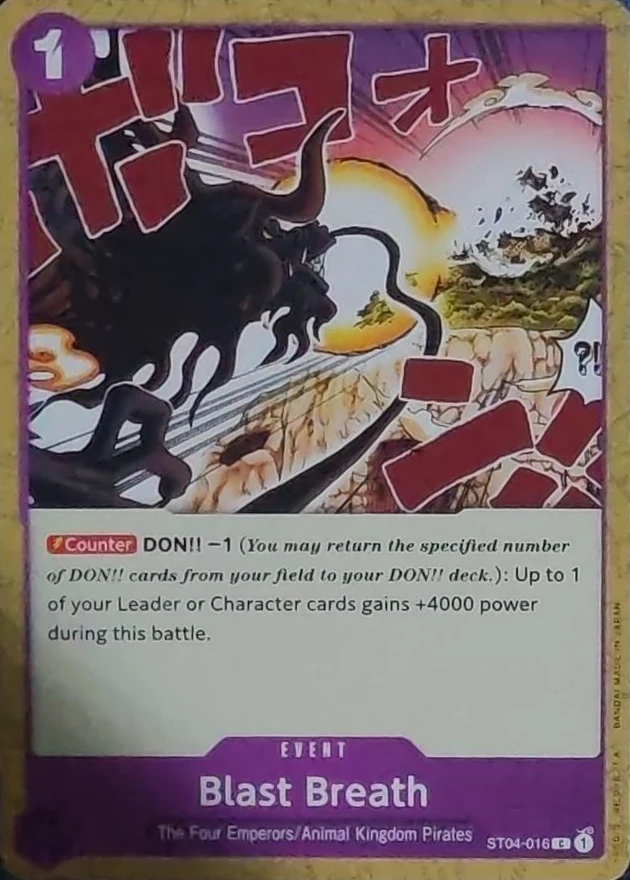 1
ボゴォ
?!
Counter DON!! −1 (You may return the specified number
of DON!! cards from your field to your DON!! deck.): Up to 1
of your Leader or Character cards gains +4000 power
during this battle.
EVENT
Blast Breath
The Four Emperors/Animal Kingdom Pirates
ST04-016 C 1
BANDAI MADE IN JAPAN